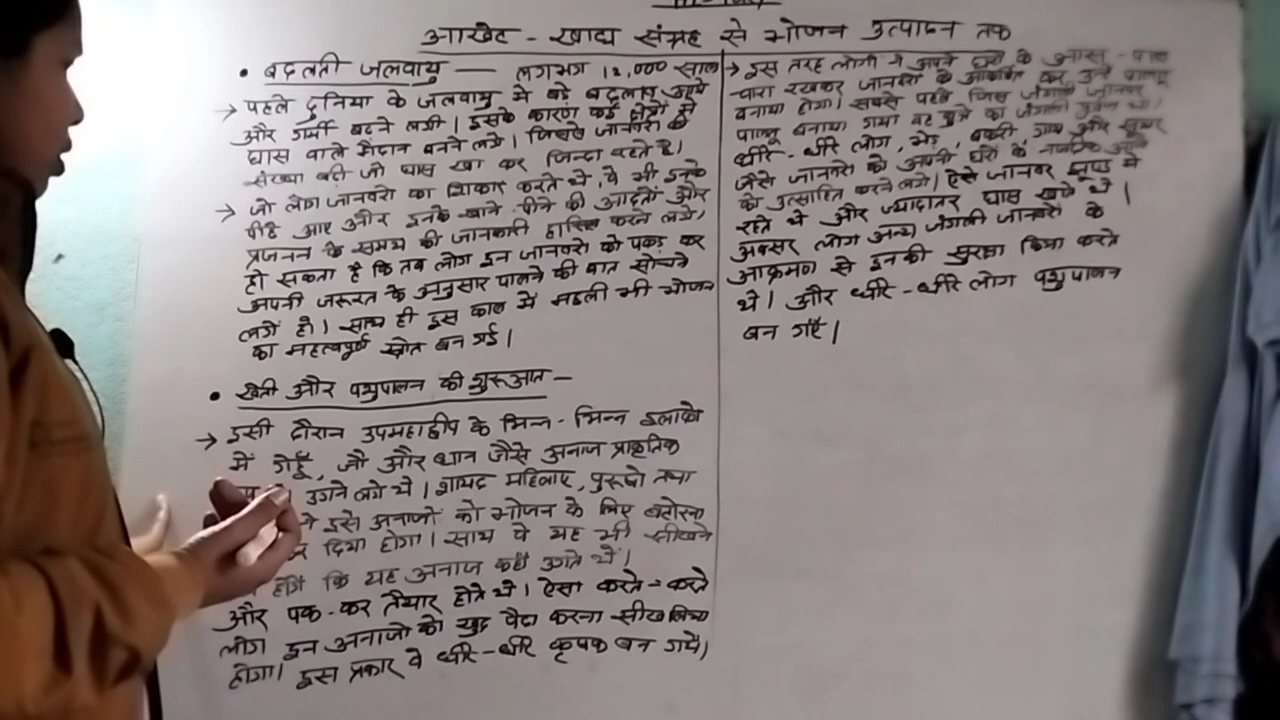 आखेट - खाद्य संग्रह से भोजन उत्पादन तक
• बदलती जलवायु — लगभग 12,000 साल
→ पहले दुनिया के जलवायु में बड़े बदलाव आये
और गर्मी बढ़ने लगी। इसके कारण कई क्षेत्रों में
घास वाले मैदान बनने लगे। जिससे जानवरों की
संख्या बढ़ी जो घास खा कर जिन्दा रहते है।
→ जो लोग जानवरो का शिकार करते थे, वे भी इनके
पीछे आए और इनके खाने-पीने की आदतों और
प्रजनन के समय की जानकारी हासिल करने लगे,
हो सकता है कि तब लोग इन जानवरो को पकड़ कर
अपनी जरूरत के अनुसार पालने की बात सोचने
लगे हो। साथ ही इस काल में मछली भी भोजन
का महत्वपूर्ण स्रोत बन गई।
• खेती और पशुपालन की शुरूआत —
→ इसी दौरान उपमहाद्वीप के भिन्न-भिन्न इलाको
में गेहूँ, जौ और धान जैसे अनाज प्राकृतिक
उगने लगे थे। शायद महिलाए, पुरूषो तथा
इसे अनाजों को भोजन के लिए बटोरना
दिया होगा। साथ वे यह भी सीखने
होंगे कि यह अनाज कहाँ उगते थे।
और पक-कर तैयार होते थे। ऐसा करते-करते
लोग इन अनाजो को खुद पैदा करना सीख लिया
होगा। इस प्रकार वे धीरे-धीरे कृषक बन गये।
→ इस तरह लोगो ने अपने घरो के आस-पास
चारा रखकर जानवरो को आकर्षित कर उन्हे पालतू
बनाया होगा। सबसे पहले जिस जंगली जानवर
पालतू बनाया गया वह कुत्ते का जंगली पूर्वज था।
धीरे-धीरे लोग, भेड़, बकरी गाय और सूअर
जैसे जानवरो को अपनी घरों के नजदीक आने
को उत्साहित करने लगे। ऐसे जानवर झुण्ड में
रहते थे और ज्यादातर घास खाते थे।
अक्सर लोग अन्य जंगली जानवरो के
आक्रमण से इनकी सुरक्षा किया करते
थे। और धीरे-धीरे लोग पशुपालन
बन गऐं।